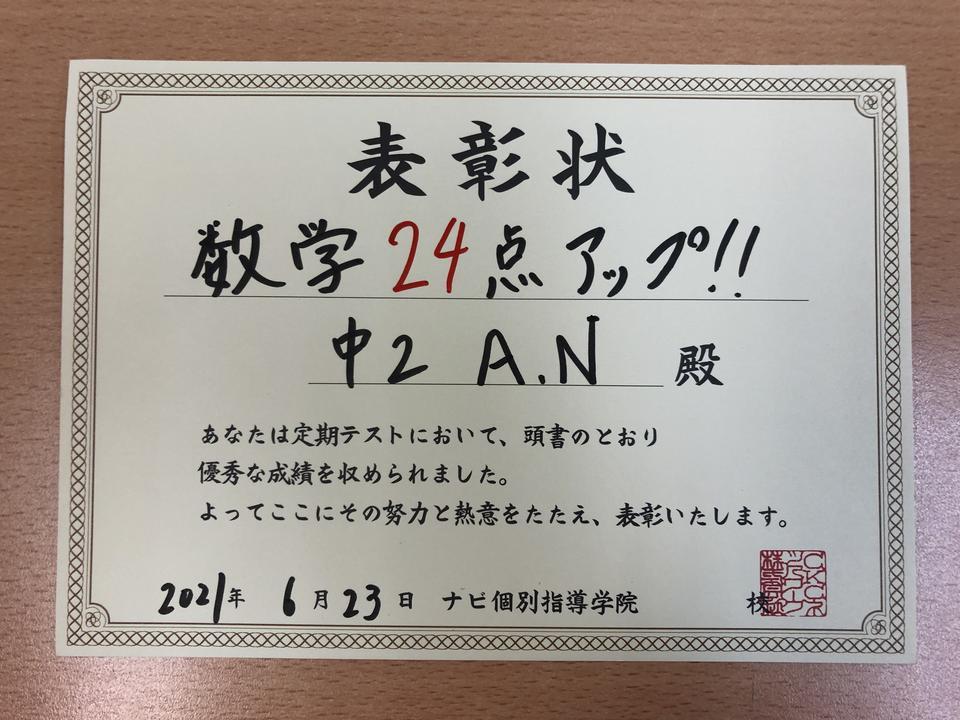 表彰状
数学24点アップ!!
中2 A.N 殿
あなたは定期テストにおいて、頭書のとおり
優秀な成績を収められました。
よってここにその努力と熱意をたたえ、表彰いたします。
2021年 6月23日 ナビ個別指導学院 校